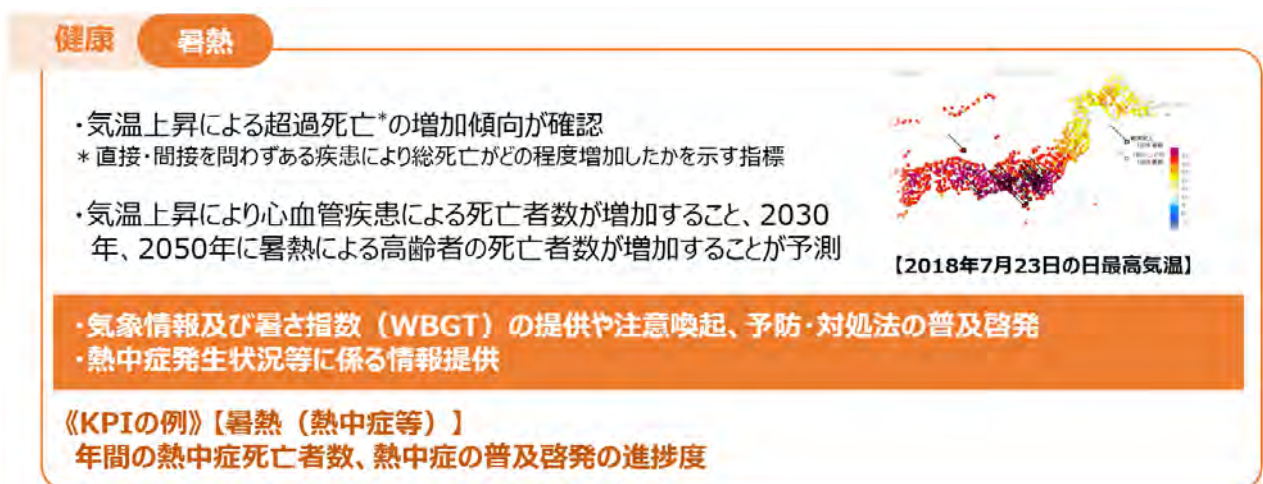 健康
暑熱
・気温上昇による超過死亡*の増加傾向が確認
* 直接・間接を問わずある疾患により総死亡がどの程度増加したかを示す指標
・気温上昇により心血管疾患による死亡者数が増加すること、2030
年、2050年に暑熱による高齢者の死亡者数が増加することが予測
【2018年7月23日の日最高気温】
・気象情報及び暑さ指数（WBGT）の提供や注意喚起、予防・対処法の普及啓発
・熱中症発生状況等に係る情報提供
《KPIの例》【暑熱（熱中症等）】
年間の熱中症死亡者数、熱中症の普及啓発の進捗度